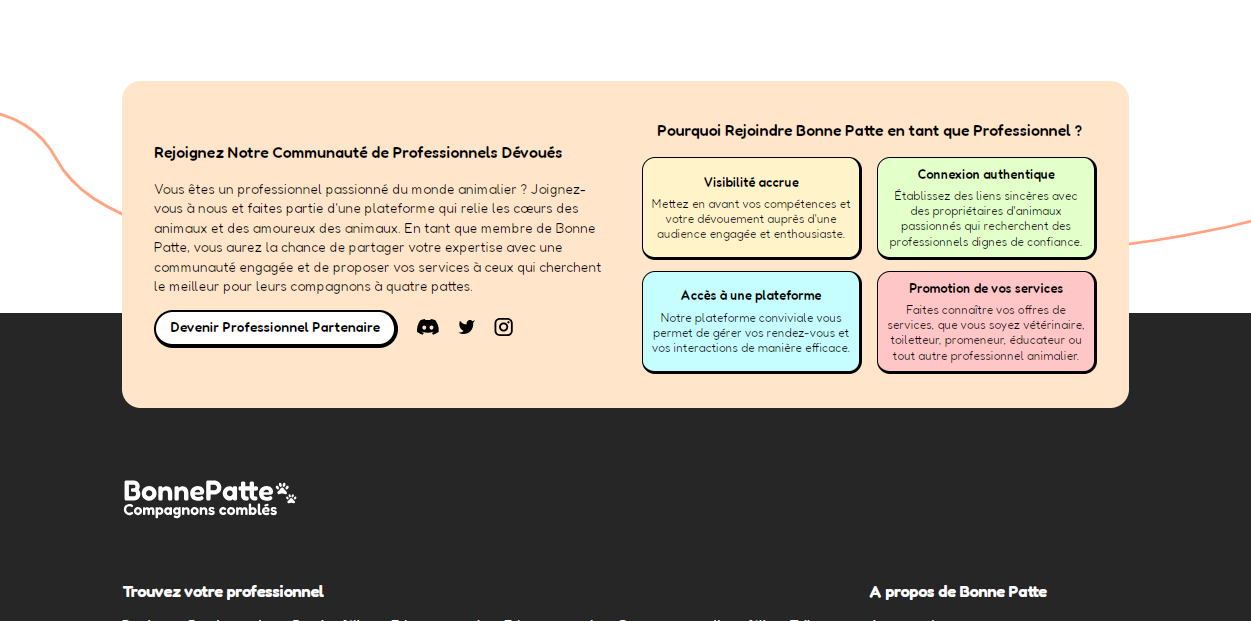 Rejoignez Notre Communauté de Professionnels Dévoués
Vous êtes un professionnel passionné du monde animalier ? Joignez-
vous à nous et faites partie d'une plateforme qui relie les cœurs des
animaux et des amoureux des animaux. En tant que membre de Bonne
Patte, vous aurez la chance de partager votre expertise avec une
communauté engagée et de proposer vos services à ceux qui cherchent
le meilleur pour leurs compagnons à quatre pattes.
Devenir Professionnel Partenaire
Pourquoi Rejoindre Bonne Patte en tant que Professionnel ?
Visibilité accrue
Mettez en avant vos compétences et
votre dévouement auprès d'une
audience engagée et enthousiaste.
Connexion authentique
Établissez des liens sincères avec
des propriétaires d'animaux
passionnés qui recherchent des
professionnels dignes de confiance.
Accès à une plateforme
Notre plateforme conviviale vous
permet de gérer vos rendez-vous et
vos interactions de manière efficace.
Promotion de vos services
Faites connaître vos offres de
services, que vous soyez vétérinaire,
toiletteur, promeneur, éducateur ou
tout autre professionnel animalier.
BonnePatte
Compagnons comblés
Trouvez votre professionnel
A propos de Bonne Patte